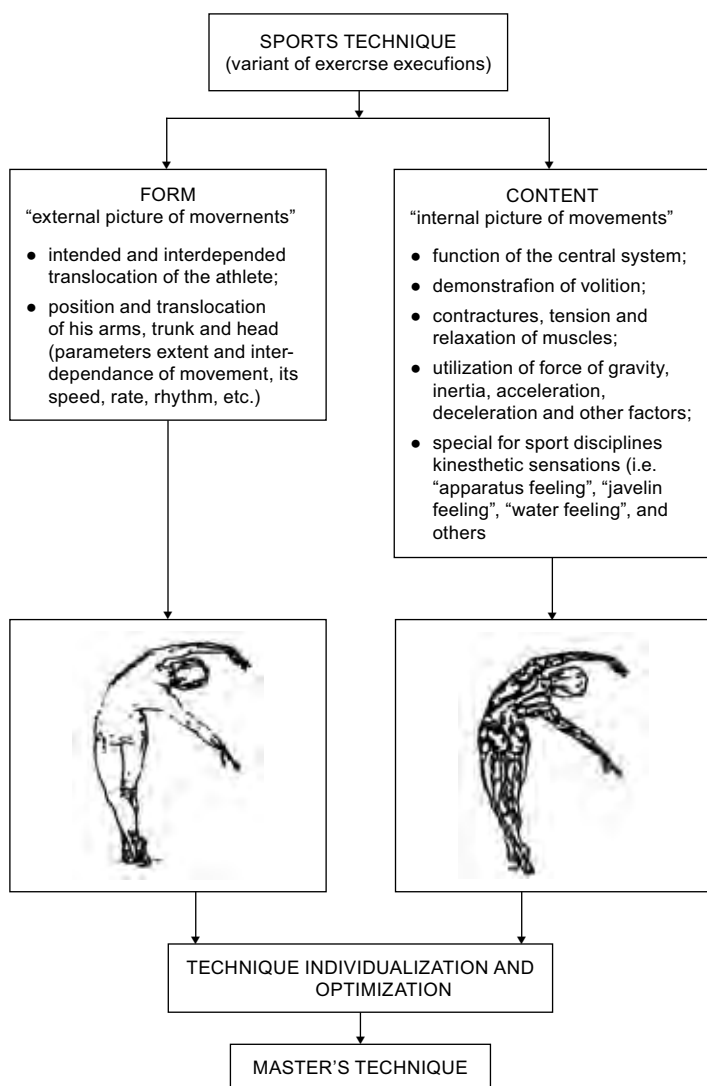 SPORTS TECHNIQUE
(variant of exercrse execufions)
FORM
“external picture of movernents”
● intended and interdepended
translocation of the athlete;
● position and translocation
of his arms, trunk and head
(parameters extent and inter-
dependance of movement, its
speed, rate, rhythm, etc.)
CONTENT
“internal picture of movements”
● function of the central system;
● demonstrafion of volition;
● contractures, tension and
relaxation of muscles;
● utilization of force of gravity,
inertia, acceleration,
deceleration and other factors;
● special for sport disciplines
kinesthetic sensations (i.e.
“apparatus feeling”, “javelin
feeling”, “water feeling”, and
others
TECHNIQUE INDIVIDUALIZATION AND
OPTIMIZATION
MASTER’S TECHNIQUE